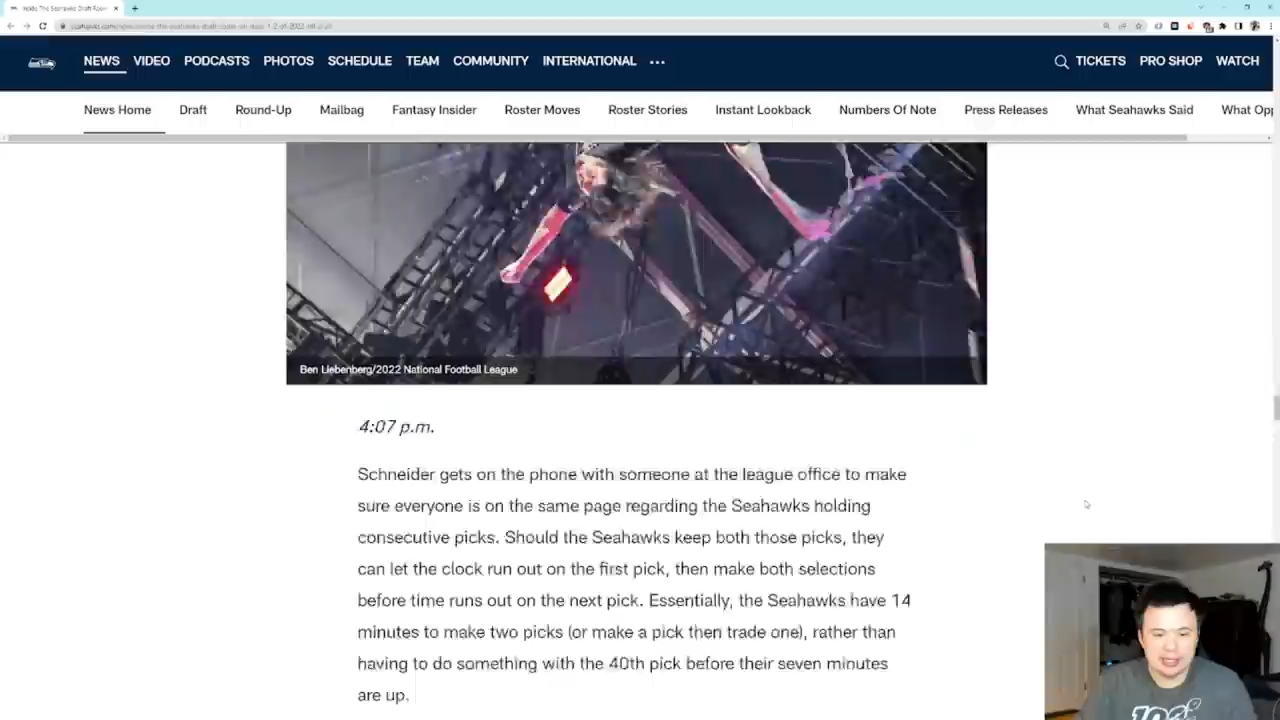 Inside The Seahawks Draft Room
NEWS VIDEO PODCASTS PHOTOS SCHEDULE TEAM COMMUNITY INTERNATIONAL ... TICKETS PRO SHOP WATCH
News Home Draft Round-Up Mailbag Fantasy Insider Roster Moves Roster Stories Instant Lookback Numbers Of Note Press Releases What Seahawks Said What Opp
Ben Liebenberg/2022 National Football League
4:07 p.m.
Schneider gets on the phone with someone at the league office to make
sure everyone is on the same page regarding the Seahawks holding
consecutive picks. Should the Seahawks keep both those picks, they
can let the clock run out on the first pick, then make both selections
before time runs out on the next pick. Essentially, the Seahawks have 14
minutes to make two picks (or make a pick then trade one), rather than
having to do something with the 40th pick before their seven minutes
are up.